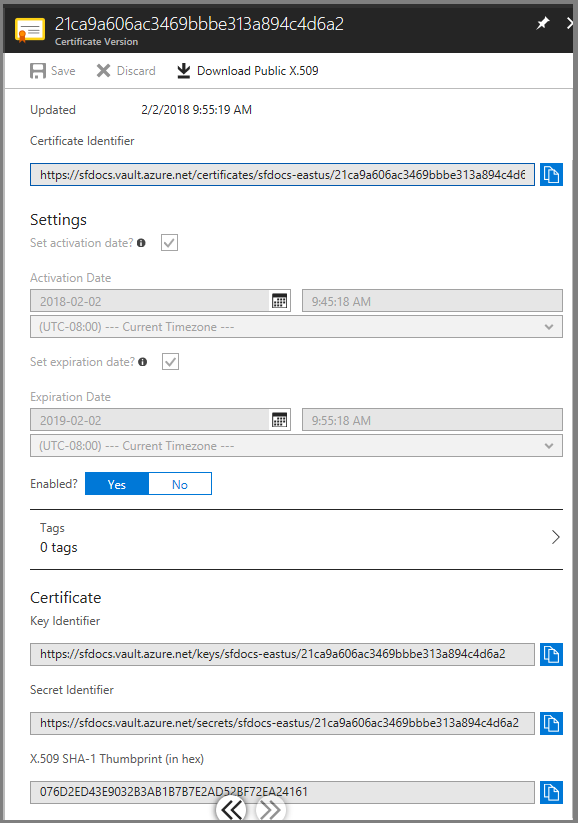 21ca9a606ac3469bbbe313a894c4d6a2
Certificate Version
Save Discard Download Public X.509
Updated 2/2/2018 9:55:19 AM
Certificate Identifier
https://sfdocs.vault.azure.net/certificates/sfdocs-eastus/21ca9a606ac3469bbbe313a894c4d6
Settings
Set activation date?
Activation Date
2018-02-02 9:45:18 AM
(UTC-08:00) --- Current Timezone ---
Set expiration date?
Expiration Date
2019-02-02 9:55:18 AM
(UTC-08:00) --- Current Timezone ---
Enabled? Yes No
Tags
0 tags
Certificate
Key Identifier
https://sfdocs.vault.azure.net/keys/sfdocs-eastus/21ca9a606ac3469bbbe313a894c4d6a2
Secret Identifier
https://sfdocs.vault.azure.net/secrets/sfdocs-eastus/21ca9a606ac3469bbbe313a894c4d6a2
X.509 SHA-1 Thumbprint (in hex)
076D2ED43E9032B3AB1B7B7E2AD52BF72EA24161